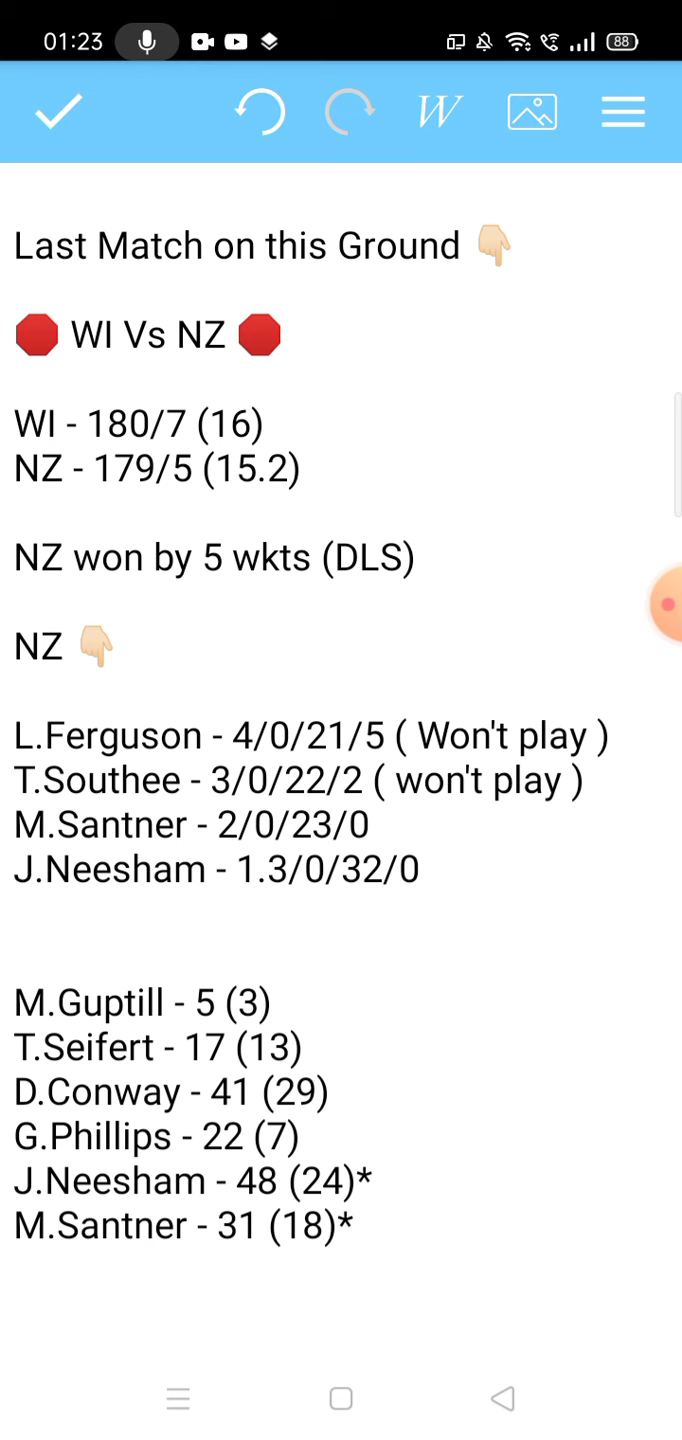 01:23
88
W
Last Match on this Ground 👇🏻
🛑 WI Vs NZ 🛑
WI - 180/7 (16)
NZ - 179/5 (15.2)
NZ won by 5 wkts (DLS)
NZ 👇🏻
L.Ferguson - 4/0/21/5 ( Won't play )
T.Southee - 3/0/22/2 ( won't play )
M.Santner - 2/0/23/0
J.Neesham - 1.3/0/32/0
M.Guptill - 5 (3)
T.Seifert - 17 (13)
D.Conway - 41 (29)
G.Phillips - 22 (7)
J.Neesham - 48 (24)*
M.Santner - 31 (18)*